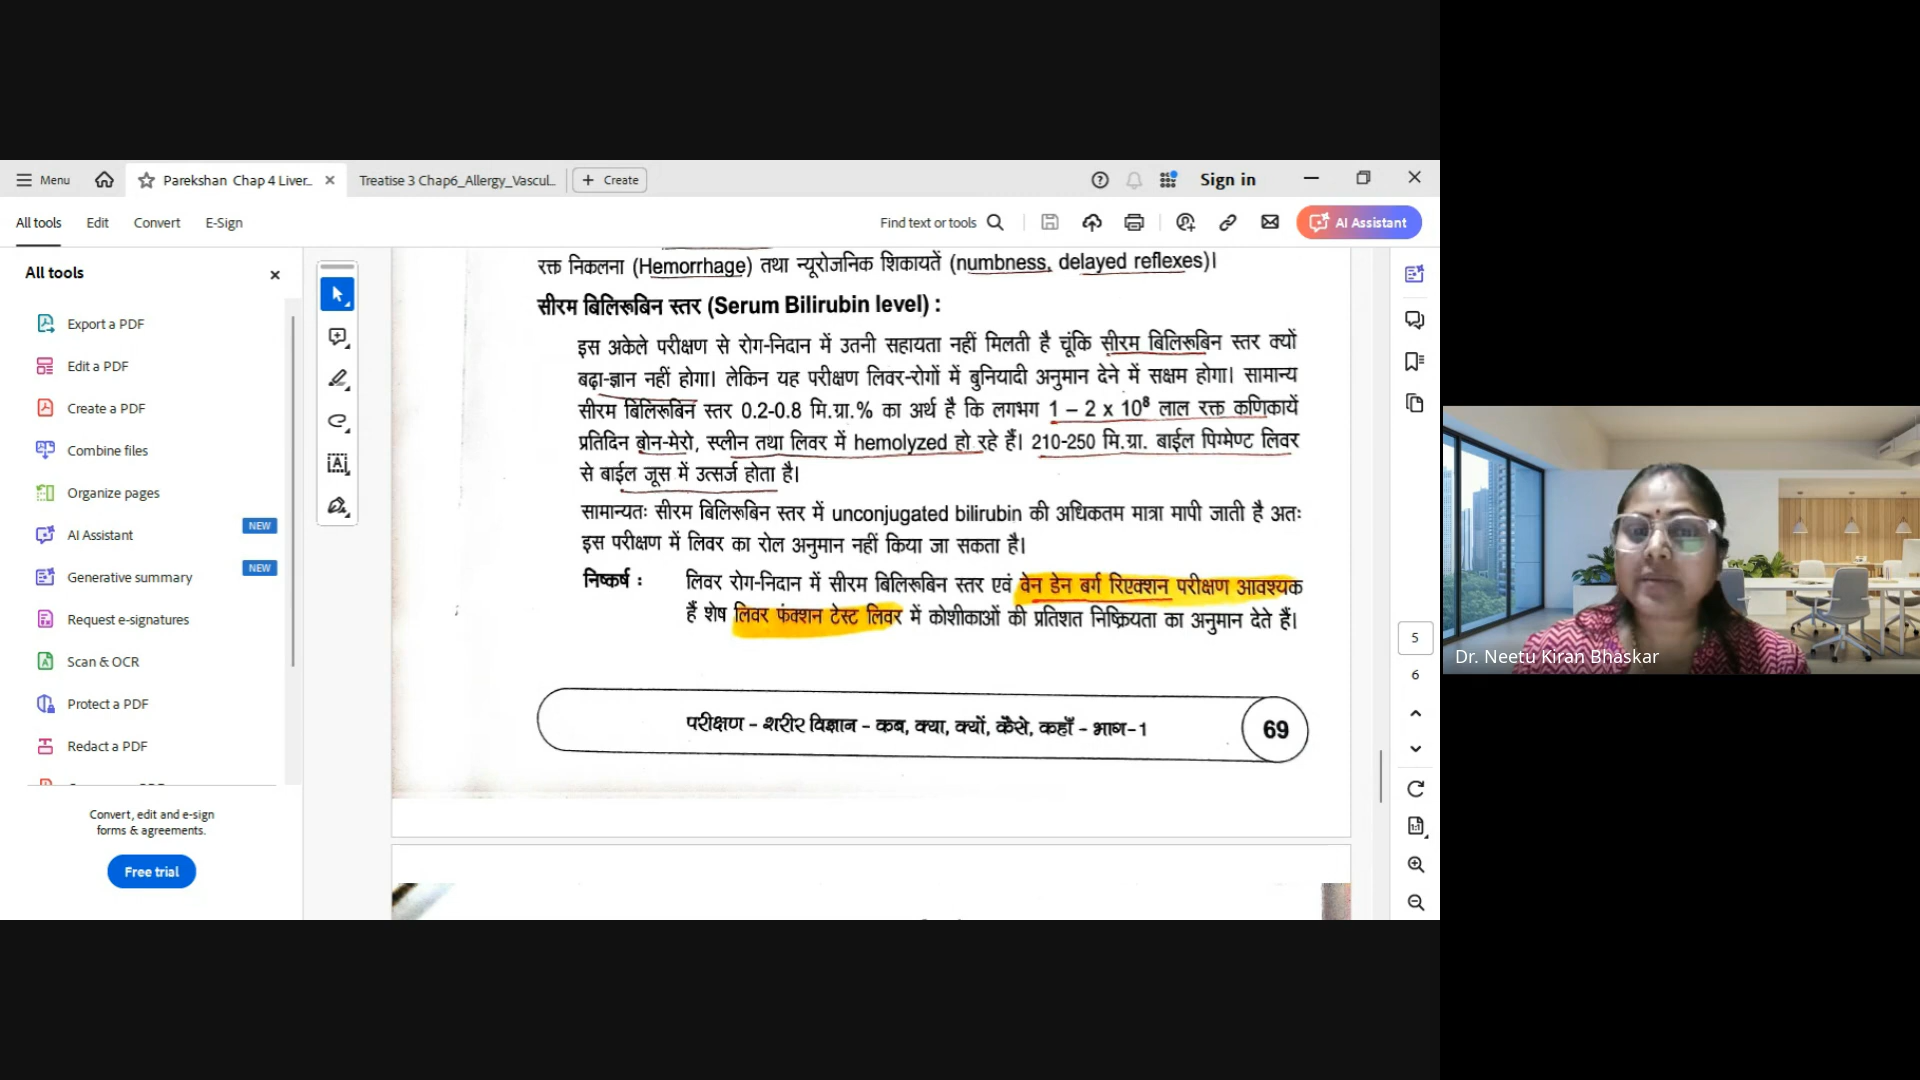 Menu
Parekshan Chap 4 Liver...
Treatise 3 Chap6_Allergy_Vascul...
Create
Sign in
All tools
Edit
Convert
E-Sign
Find text or tools
AI Assistant
All tools
Export a PDF
Edit a PDF
Create a PDF
Combine files
Organize pages
AI Assistant
NEW
Generative summary
NEW
Request e-signatures
Scan & OCR
Protect a PDF
Redact a PDF
Convert, edit and e-sign
forms & agreements.
Free trial
रक्त निकलना (Hemorrhage) तथा न्यूरोजनिक शिकायतें (numbness, delayed reflexes)।
सीरम बिलिरूबिन स्तर (Serum Bilirubin level) :
इस अकेले परीक्षण से रोग-निदान में उतनी सहायता नहीं मिलती है चूंकि सीरम बिलिरूबिन स्तर क्यों
बढ़ा-ज्ञान नहीं होगा। लेकिन यह परीक्षण लिवर-रोगों में बुनियादी अनुमान देने में सक्षम होगा। सामान्य
सीरम बिलिरूबिन स्तर 0.2-0.8 मि.ग्रा.% का अर्थ है कि लगभग 1 – 2 x 10⁸ लाल रक्त कणिकायें
प्रतिदिन बोन-मेरो, स्प्लीन तथा लिवर में hemolyzed हो रहे हैं। 210-250 मि.ग्रा. बाईल पिग्मेण्ट लिवर
से बाईल जूस में उत्सर्ज होता है।
सामान्यतः सीरम बिलिरूबिन स्तर में unconjugated bilirubin की अधिकतम मात्रा मापी जाती है अतः
इस परीक्षण में लिवर का रोल अनुमान नहीं किया जा सकता है।
निष्कर्ष : लिवर रोग-निदान में सीरम बिलिरूबिन स्तर एवं वेन डेन बर्ग रिएक्शन परीक्षण आवश्यक
हैं शेष लिवर फंक्शन टेस्ट लिवर में कोशीकाओं की प्रतिशत निष्क्रियता का अनुमान देते हैं।
परीक्षण – शरीर विज्ञान – कब, क्या, क्यों, कैसे, कहाँ – भाग-1
69
5
6
Dr. Neetu Kiran Bhaskar